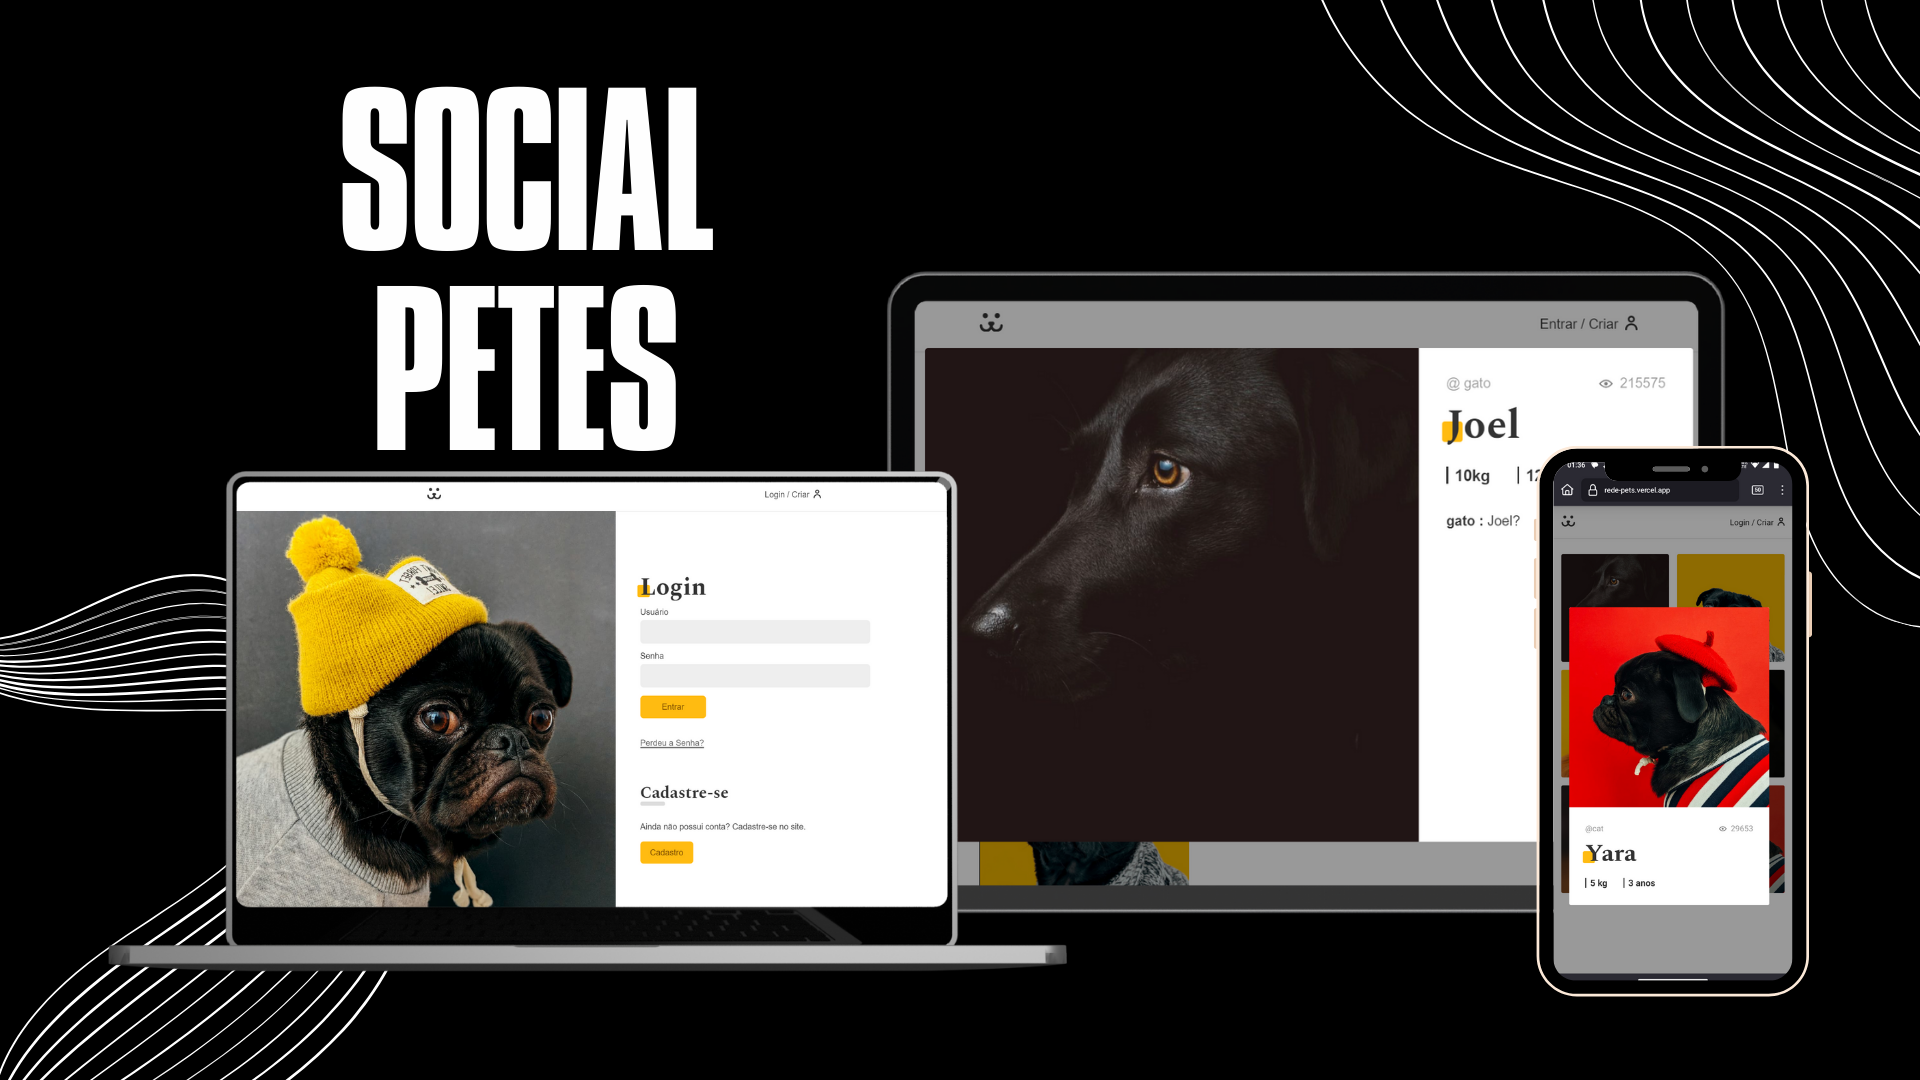 SOCIAL
PETES
Login / Criar
Login
Usuário
Senha
Entrar
Perdeu a Senha?
Cadastre-se
Ainda não possui conta? Cadastre-se no site.
Cadastro
Entrar / Criar
@ gato
215575
Joel
10kg
gato : Joel?
01:36
rede-pets.vercel.app
50
Login / Criar
@cat
29653
Yara
5 kg
3 anos